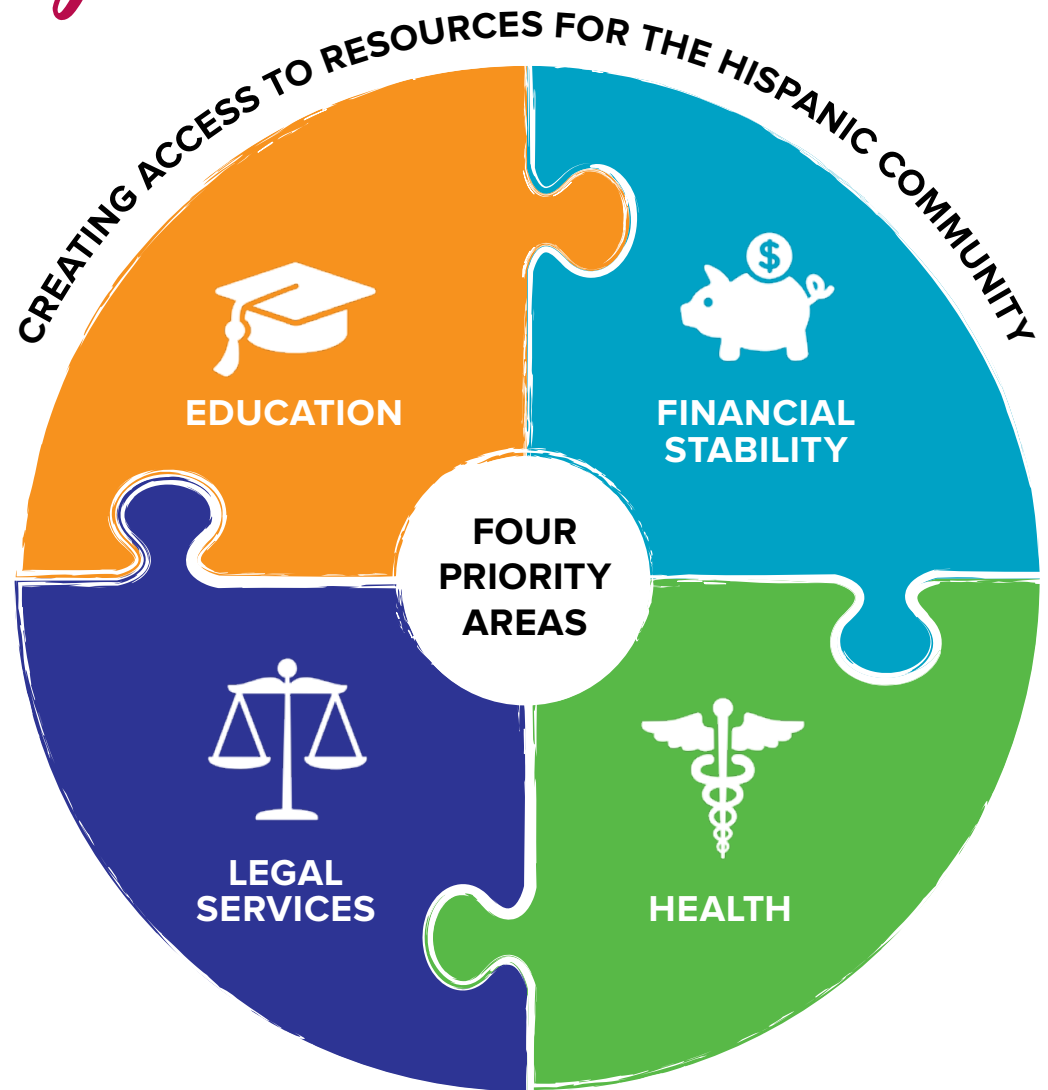 CREATING ACCESS TO RESOURCES FOR THE HISPANIC COMMUNITY
EDUCATION
$
FINANCIAL
STABILITY
FOUR
PRIORITY
AREAS
LEGAL
SERVICES
HEALTH